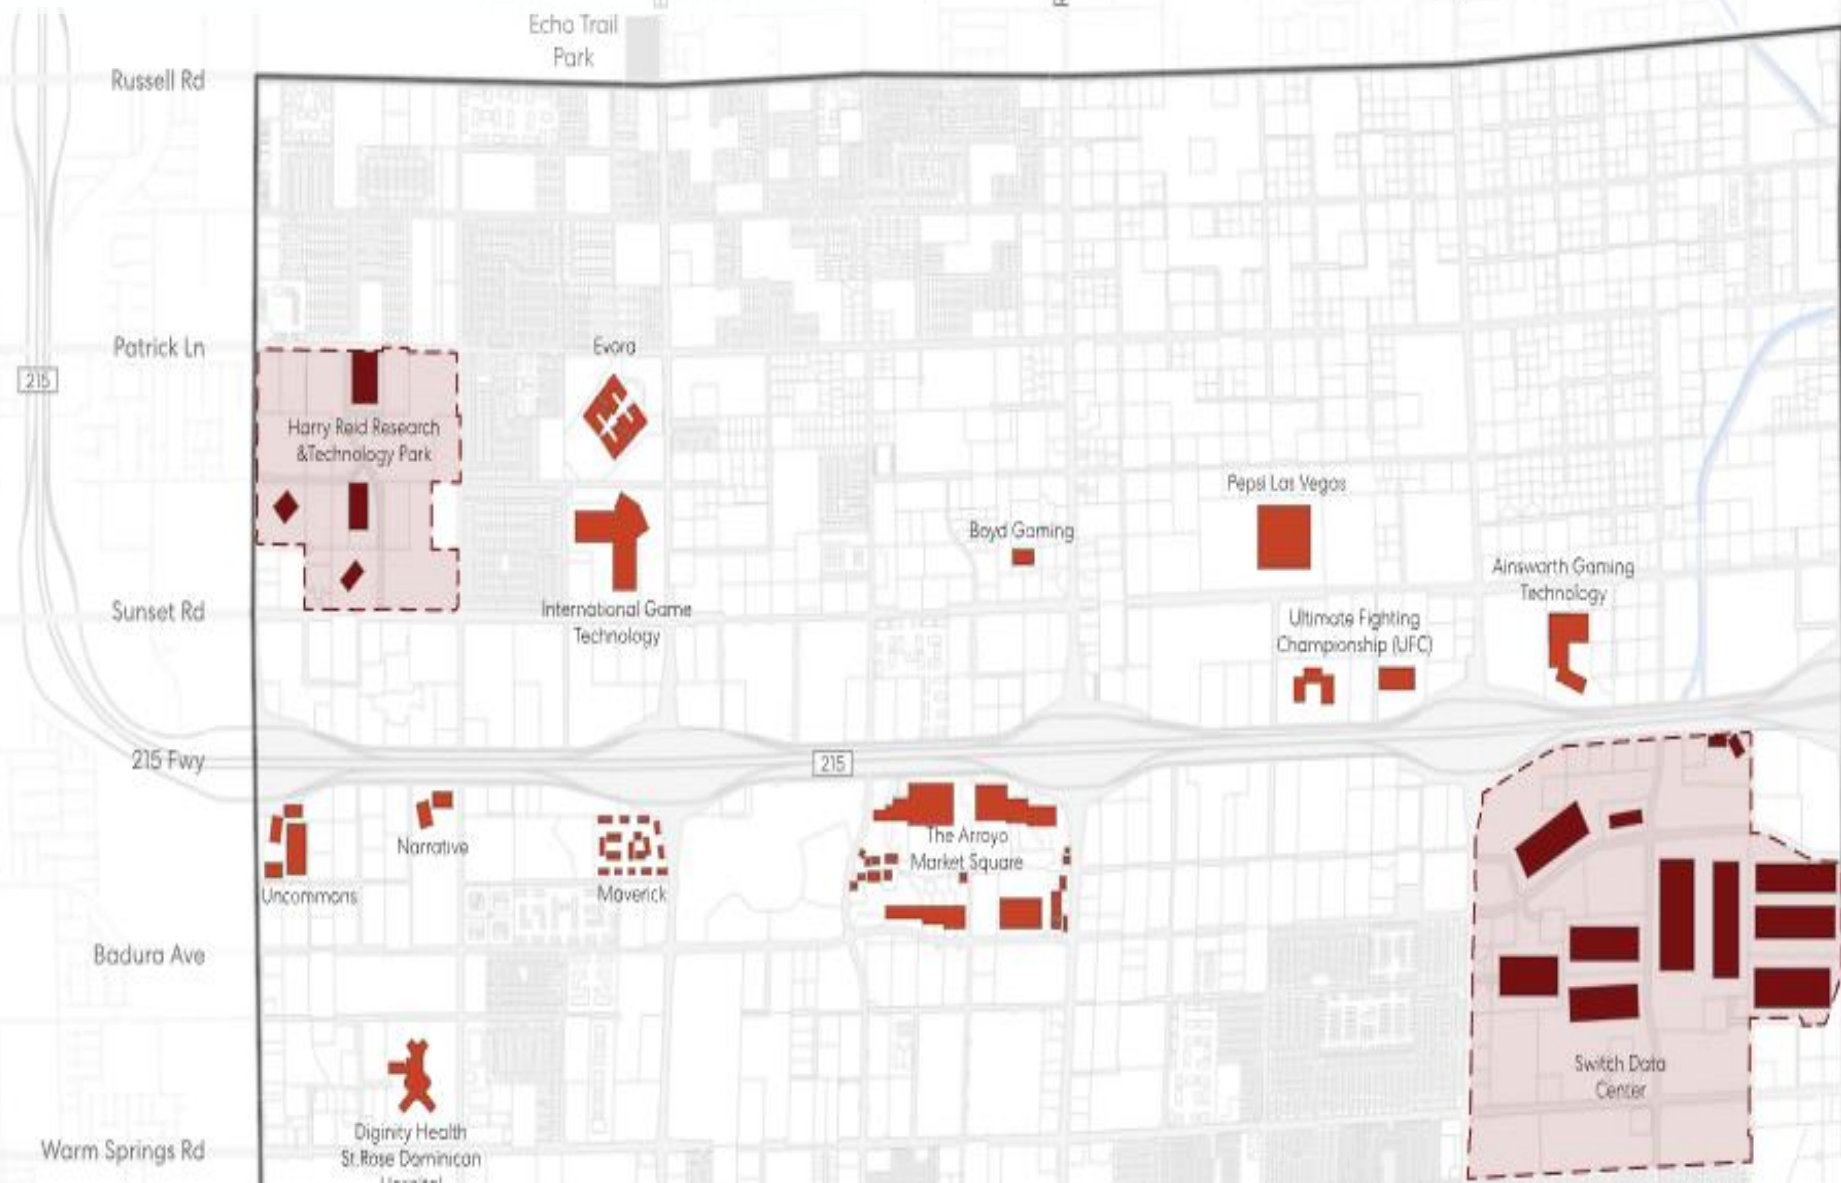 Echo Trail
Park
Russell Rd
Patrick Ln
215
Evora
Harry Reid Research
&Technology Park
Pepsi Las Vegas
Boyd Gaming
Ainsworth Gaming
Technology
Sunset Rd
International Game
Technology
Ultimate Fighting
Championship (UFC)
215 Fwy
215
The Arroyo
Market Square
Narrative
Uncommons
Maverick
Badura Ave
Switch Data
Center
Diginity Health
St.Rose Dominican
Warm Springs Rd